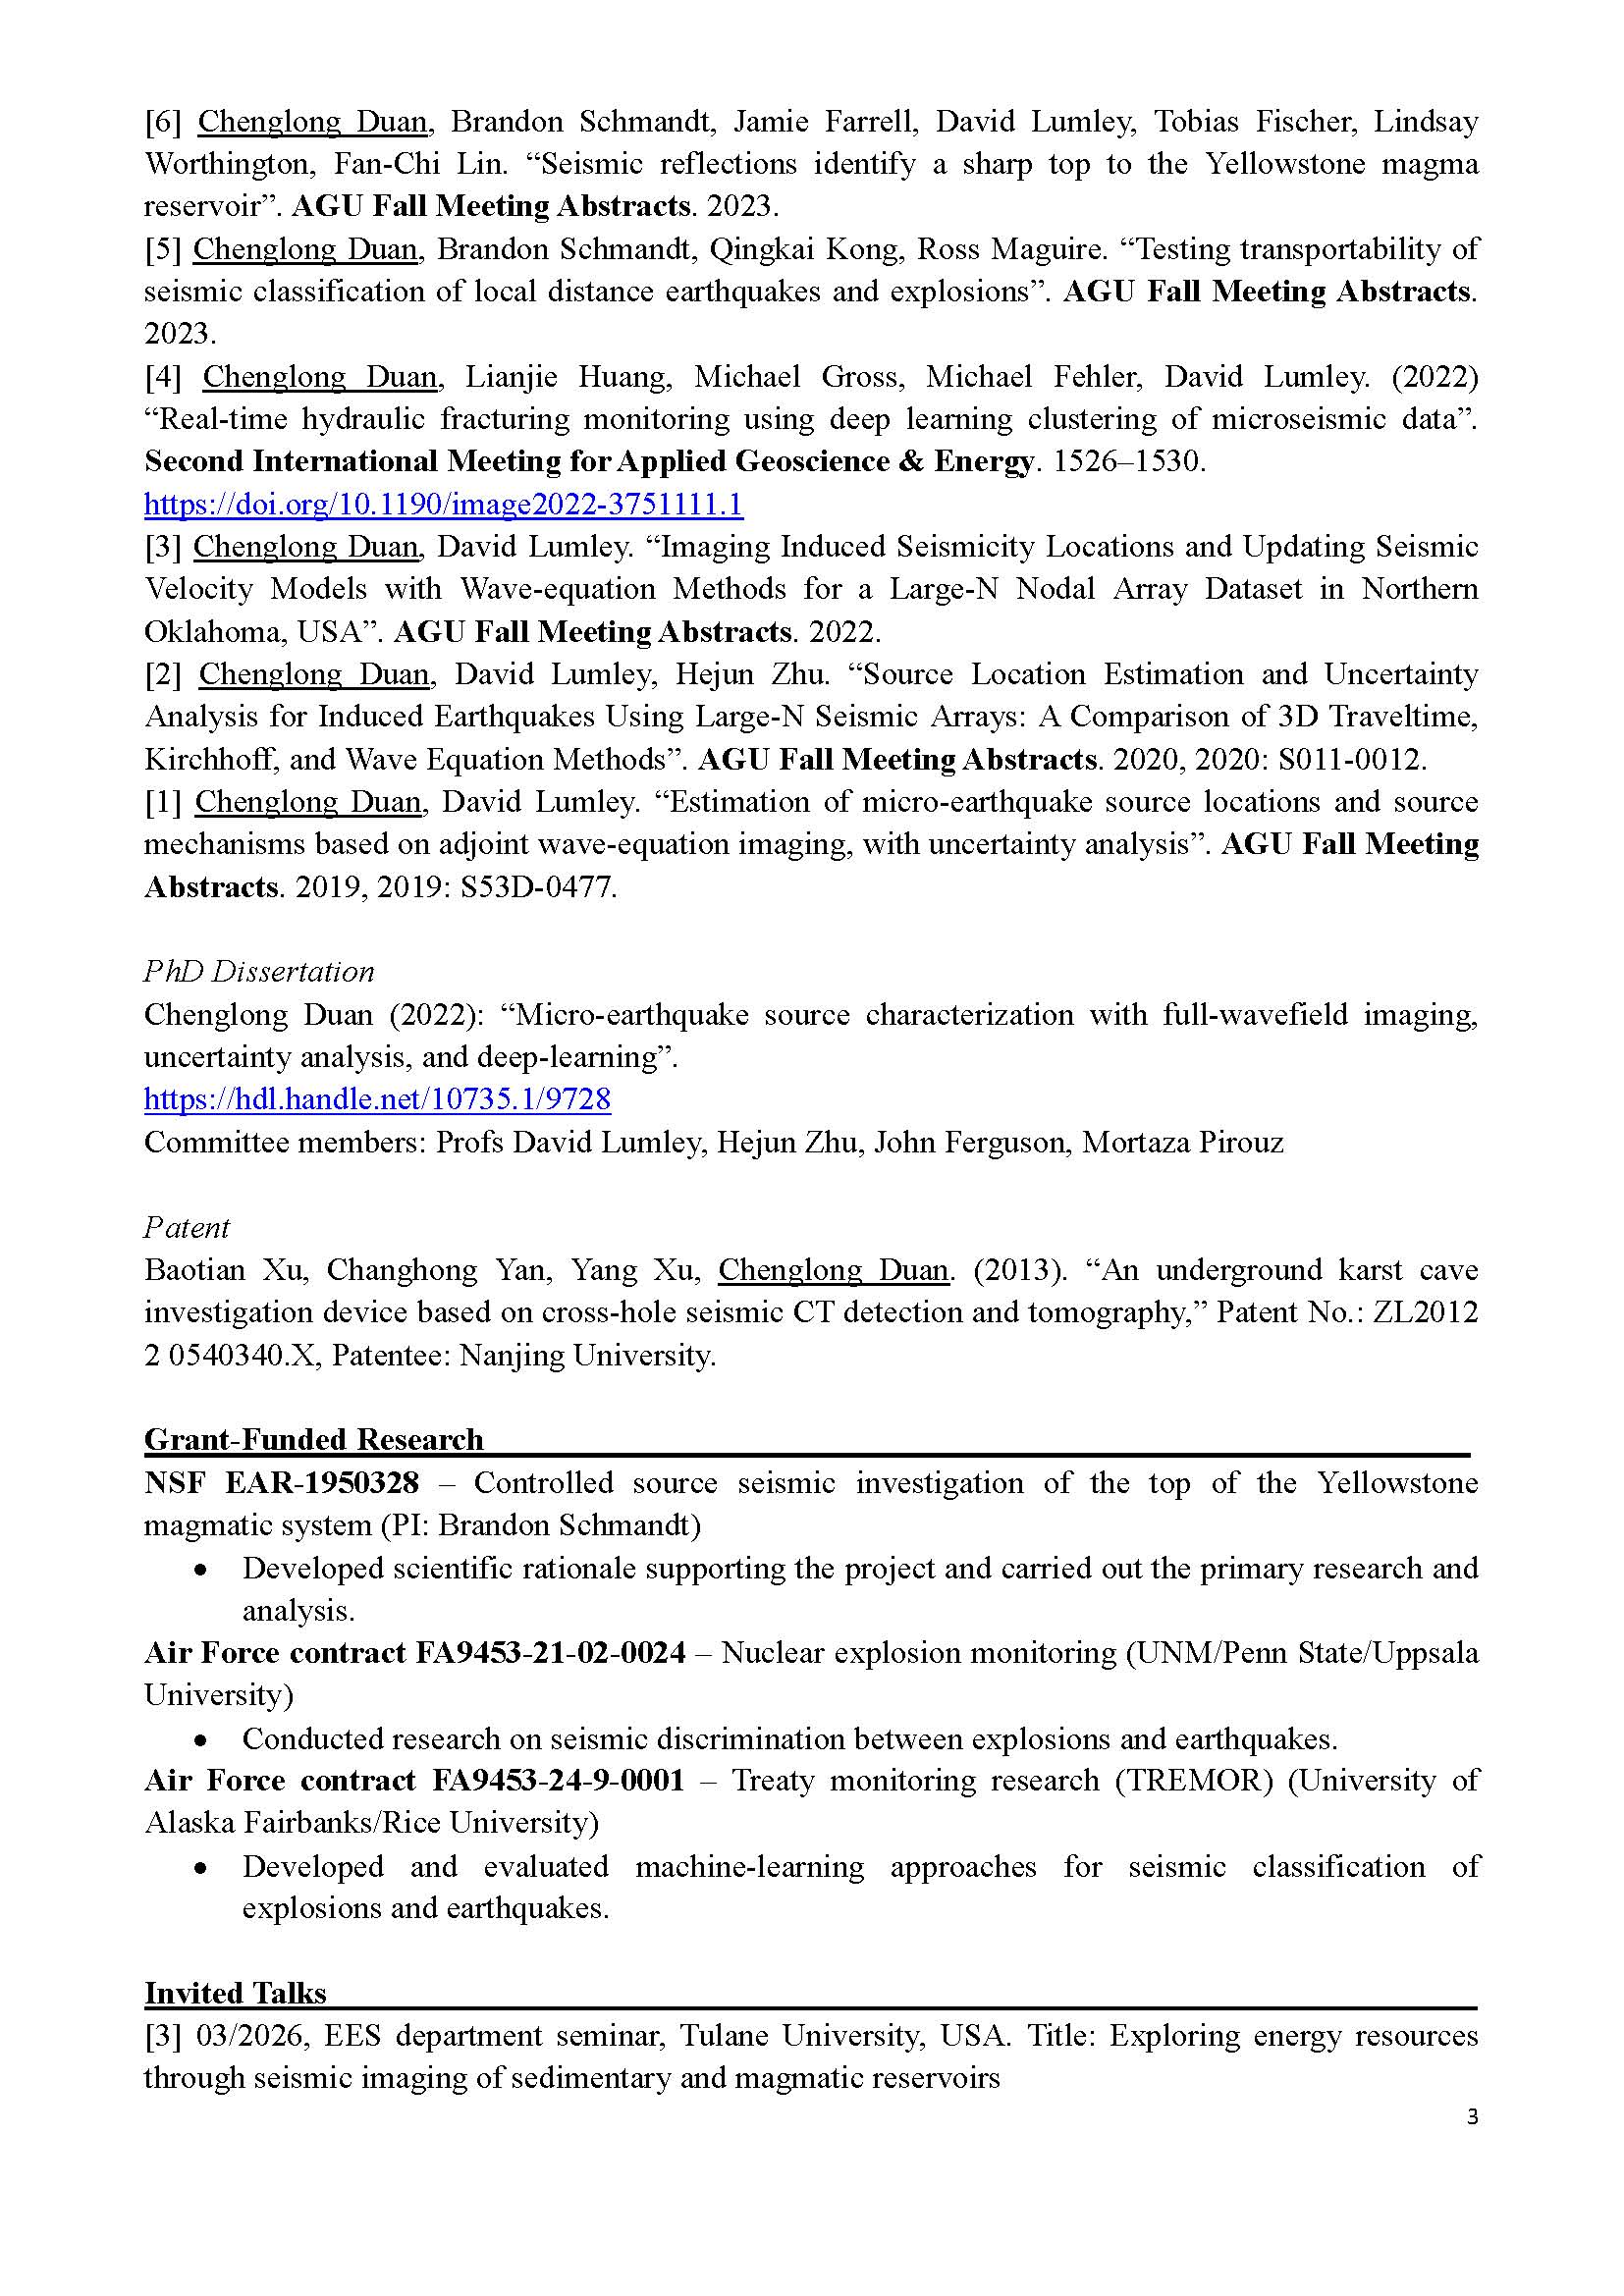 [6] Chenglong Duan, Brandon Schmandt, Jamie Farrell, David Lumley, Tobias Fischer, Lindsay
Worthington, Fan-Chi Lin. “Seismic reflections identify a sharp top to the Yellowstone magma
reservoir”. AGU Fall Meeting Abstracts. 2023.
[5] Chenglong Duan, Brandon Schmandt, Qingkai Kong, Ross Maguire. “Testing transportability of
seismic classification of local distance earthquakes and explosions”. AGU Fall Meeting Abstracts.
2023.
[4] Chenglong Duan, Lianjie Huang, Michael Gross, Michael Fehler, David Lumley. (2022)
“Real-time hydraulic fracturing monitoring using deep learning clustering of microseismic data”.
Second International Meeting for Applied Geoscience & Energy. 1526–1530.
https://doi.org/10.1190/image2022-3751111.1
[3] Chenglong Duan, David Lumley. “Imaging Induced Seismicity Locations and Updating Seismic
Velocity Models with Wave-equation Methods for a Large-N Nodal Array Dataset in Northern
Oklahoma, USA”. AGU Fall Meeting Abstracts. 2022.
[2] Chenglong Duan, David Lumley, Hejun Zhu. “Source Location Estimation and Uncertainty
Analysis for Induced Earthquakes Using Large-N Seismic Arrays: A Comparison of 3D Traveltime,
Kirchhoff, and Wave Equation Methods”. AGU Fall Meeting Abstracts. 2020, 2020: S011-0012.
[1] Chenglong Duan, David Lumley. “Estimation of micro-earthquake source locations and source
mechanisms based on adjoint wave-equation imaging, with uncertainty analysis”. AGU Fall Meeting
Abstracts. 2019, 2019: S53D-0477.
PhD Dissertation
Chenglong Duan (2022): “Micro-earthquake source characterization with full-wavefield imaging,
uncertainty analysis, and deep-learning”.
https://hdl.handle.net/10735.1/9728
Committee members: Profs David Lumley, Hejun Zhu, John Ferguson, Mortaza Pirouz
Patent
Baotian Xu, Changhong Yan, Yang Xu, Chenglong Duan. (2013). “An underground karst cave
investigation device based on cross-hole seismic CT detection and tomography,” Patent No.: ZL2012
2 0540340.X, Patentee: Nanjing University.
Grant-Funded Research
NSF EAR-1950328 – Controlled source seismic investigation of the top of the Yellowstone
magmatic system (PI: Brandon Schmandt)
• Developed scientific rationale supporting the project and carried out the primary research and
analysis.
Air Force contract FA9453-21-02-0024 – Nuclear explosion monitoring (UNM/Penn State/Uppsala
University)
• Conducted research on seismic discrimination between explosions and earthquakes.
Air Force contract FA9453-24-9-0001 – Treaty monitoring research (TREMOR) (University of
Alaska Fairbanks/Rice University)
• Developed and evaluated machine-learning approaches for seismic classification of
explosions and earthquakes.
Invited Talks
[3] 03/2026, EES department seminar, Tulane University, USA. Title: Exploring energy resources
through seismic imaging of sedimentary and magmatic reservoirs
3